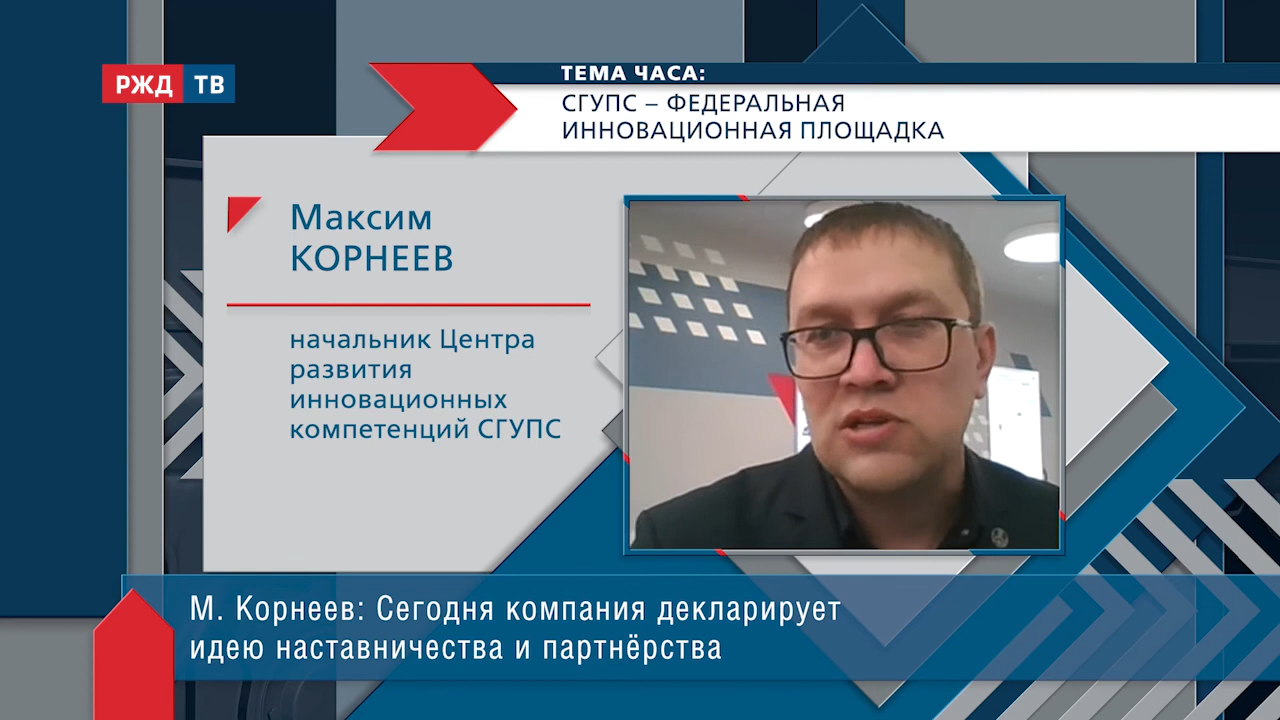 РЖД ТВ
ТЕМА ЧАСА:
СГУПС – ФЕДЕРАЛЬНАЯ
ИННОВАЦИОННАЯ ПЛОЩАДКА
Максим
КОРНЕЕВ
начальник Центра
развития
инновационных
компетенций СГУПС
М. Корнеев: Сегодня компания декларирует
идею наставничества и партнёрства